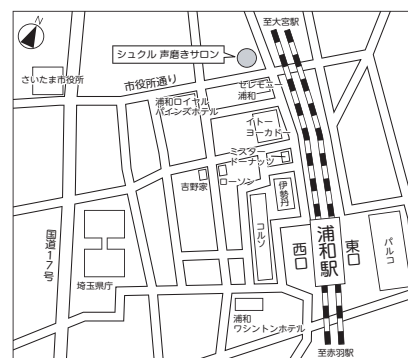 N
至大宮駅
シュクル 声磨きサロン
さいたま市役所
市役所通り
セレモニー
浦和
浦和ロイヤル
パインズホテル
イトー
ヨーカドー
ミスター
ドーナッツ
吉野家
ローソン
伊勢丹
コルソ
国道17号
埼玉県庁
西口
浦和駅
東口
パルコ
浦和
ワシントンホテル
至赤羽駅